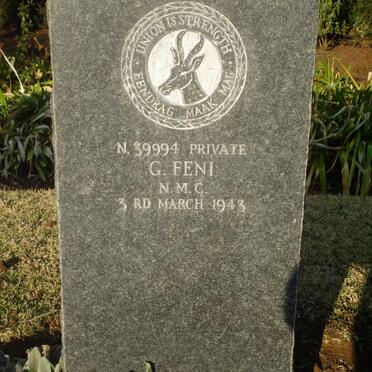 UNION IS STRENGTH
EENDRAG MAAK MAG
N.39994 PRIVATE
G. FENI
N. M. C.
3 RD MARCH 1943